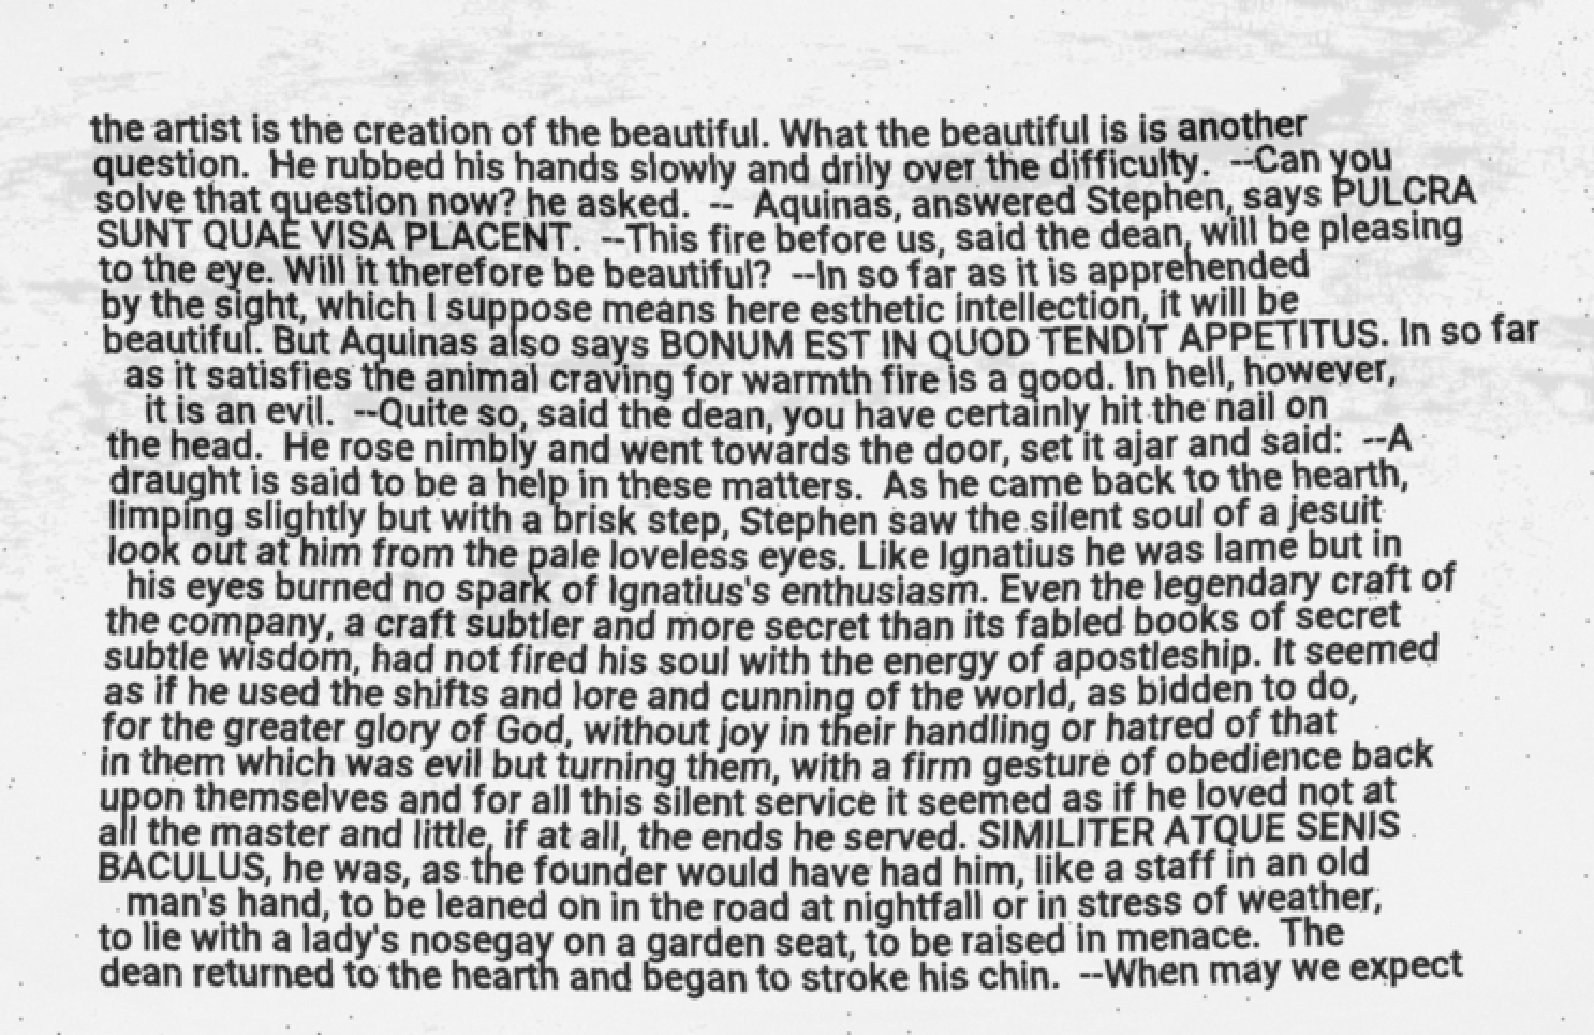 the artist is the creation of the beautiful. What the beautiful is is another
question.  He rubbed his hands slowly and drily over the difficulty.  --Can you
solve that question now? he asked.  --  Aquinas, answered Stephen, says PULCRA
SUNT QUAE VISA PLACENT.  --This fire before us, said the dean, will be pleasing
to the eye. Will it therefore be beautiful?  --In so far as it is apprehended
by the sight, which I suppose means here esthetic intellection, it will be
beautiful. But Aquinas also says BONUM EST IN QUOD TENDIT APPETITUS. In so far
as it satisfies the animal craving for warmth fire is a good. In hell, however,
it is an evil.  --Quite so, said the dean, you have certainly hit the nail on
the head.  He rose nimbly and went towards the door, set it ajar and said:  --A
draught is said to be a help in these matters.  As he came back to the hearth,
limping slightly but with a brisk step, Stephen saw the silent soul of a jesuit
look out at him from the pale loveless eyes. Like Ignatius he was lame but in
his eyes burned no spark of Ignatius's enthusiasm. Even the legendary craft of
the company, a craft subtler and more secret than its fabled books of secret
subtle wisdom, had not fired his soul with the energy of apostleship. It seemed
as if he used the shifts and lore and cunning of the world, as bidden to do,
for the greater glory of God, without joy in their handling or hatred of that
in them which was evil but turning them, with a firm gesture of obedience back
upon themselves and for all this silent service it seemed as if he loved not at
all the master and little, if at all, the ends he served. SIMILITER ATQUE SENIS
BACULUS, he was, as the founder would have had him, like a staff in an old
man's hand, to be leaned on in the road at nightfall or in stress of weather,
to lie with a lady's nosegay on a garden seat, to be raised in menace.  The
dean returned to the hearth and began to stroke his chin.  --When may we expect